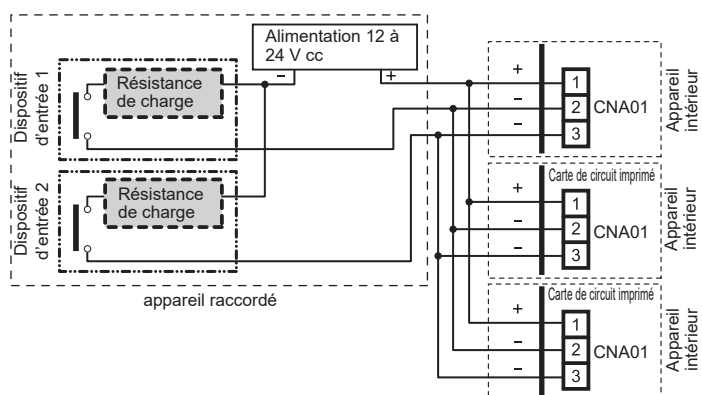 Alimentation 12 à
24 V cc
−
+
Dispositif
d'entrée 1
Résistance
de charge
Dispositif
d'entrée 2
Résistance
de charge
appareil raccordé
+
−
−
1
2
3
CNA01
Appareil
intérieur
Carte de circuit imprimé
+
−
−
1
2
3
CNA01
Appareil
intérieur
Carte de circuit imprimé
+
−
−
1
2
3
CNA01
Appareil
intérieur